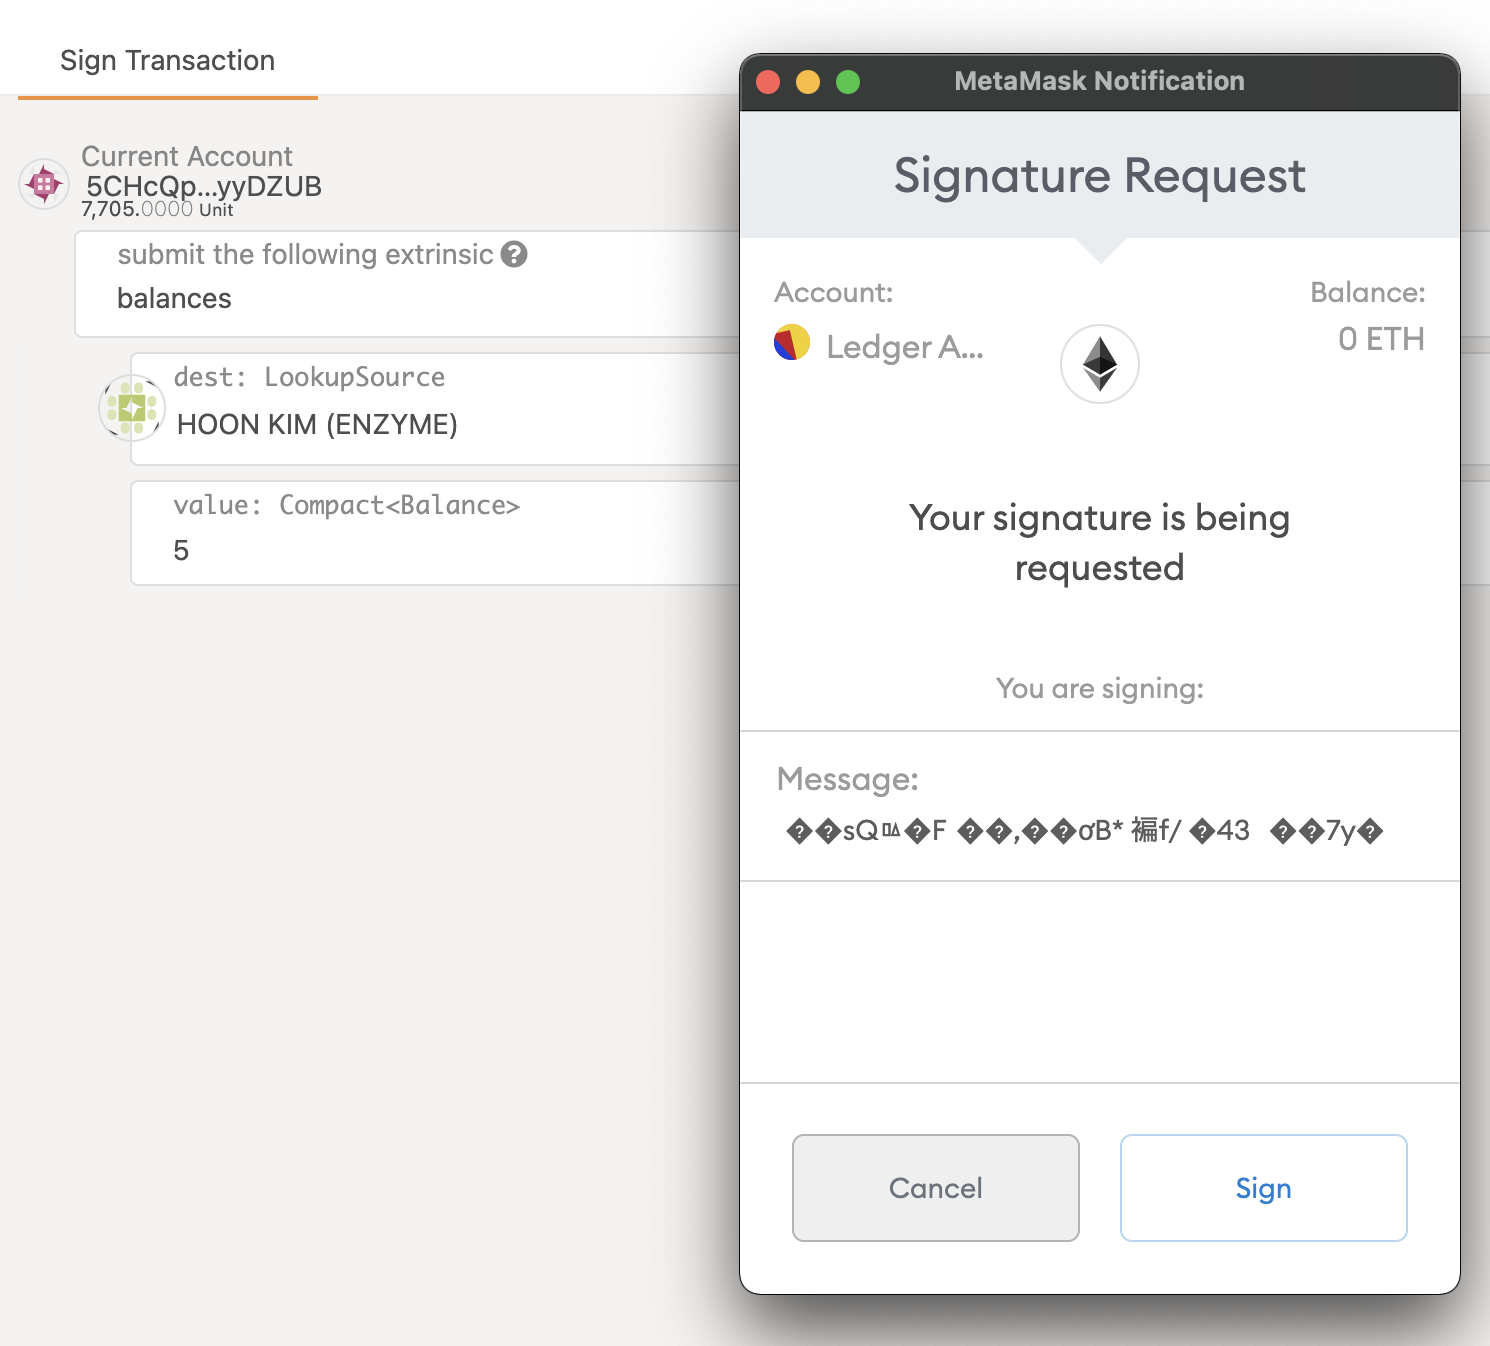 Sign Transaction
Current Account
5CHcQp...yyDZUB
7,705.0000 Unit
submit the following extrinsic
balances
dest: LookupSource
HOON KIM (ENZYME)
value: Compact<Balance>
5
MetaMask Notification
Signature Request
Account:
Balance:
Ledger A...
0 ETH
Your signature is being
requested
You are signing:
Message:
��sQ�F ��,��ơB* 褊f/ �43 ��7y�
Cancel
Sign